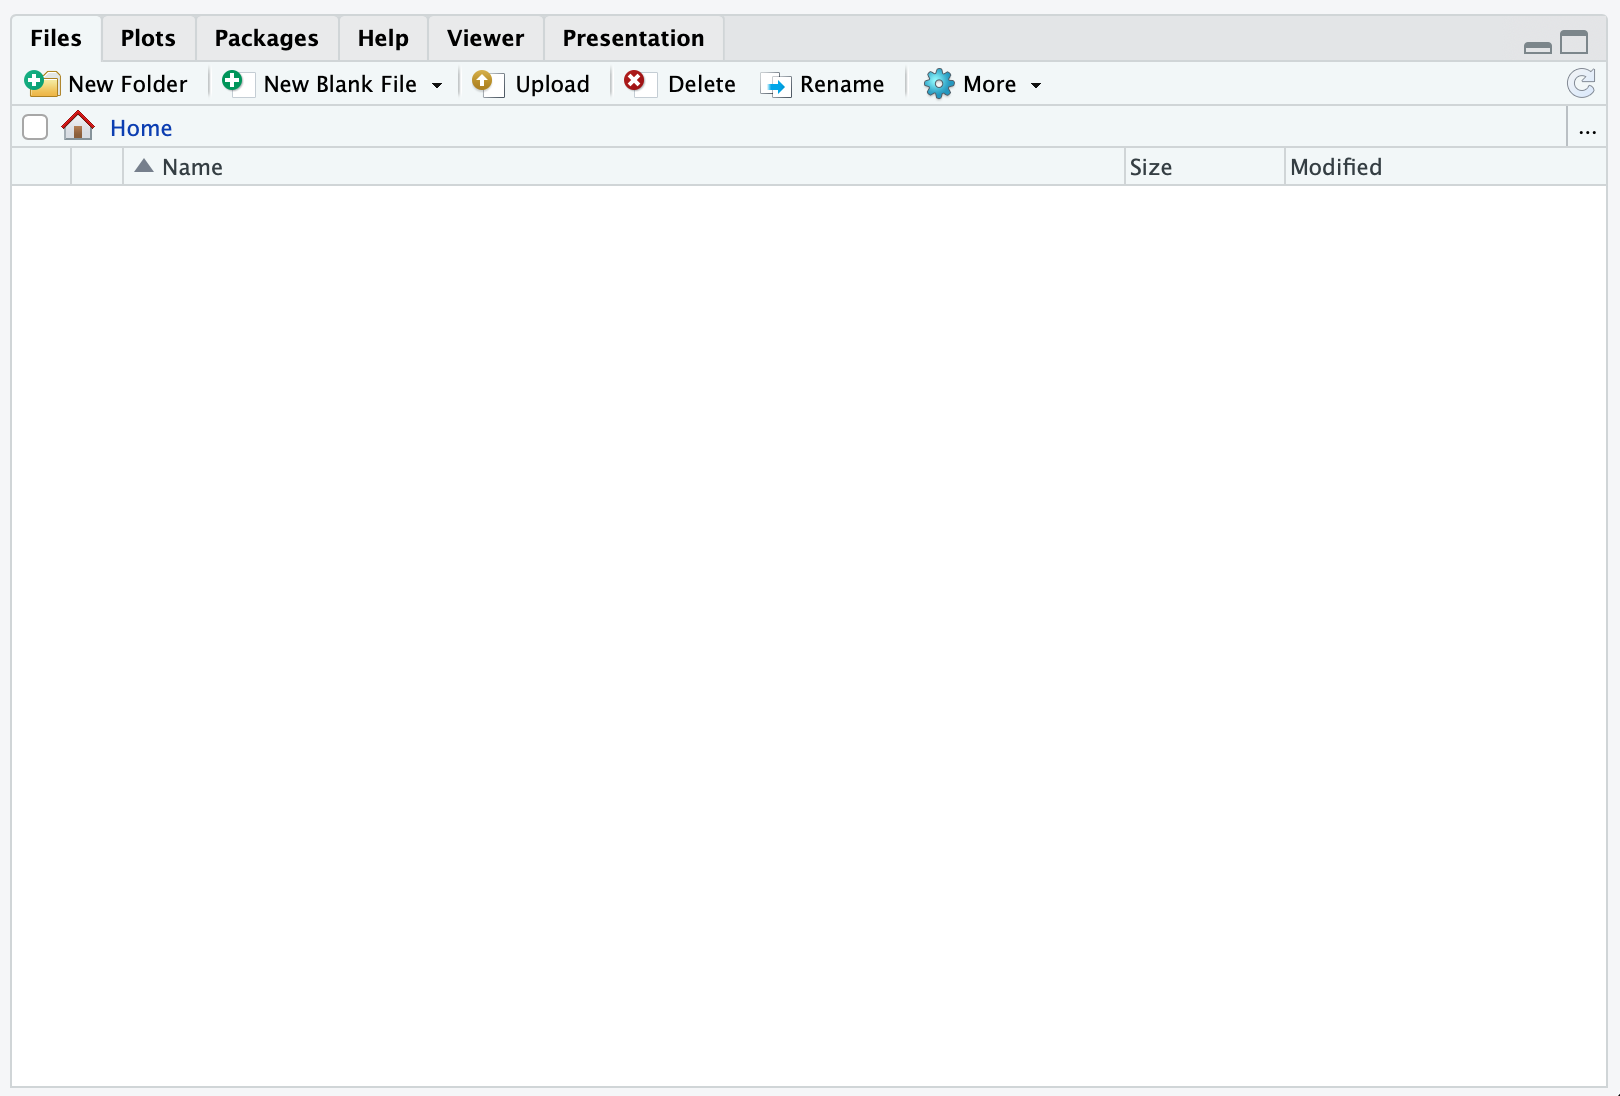 Files Plots Packages Help Viewer Presentation
New Folder New Blank File Upload Delete Rename More
Home ...
Name Size Modified